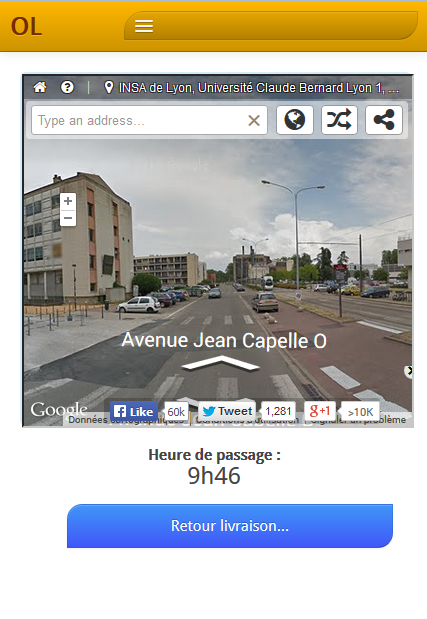 OL
INSA de Lyon, Université Claude Bernard Lyon 1, ...
Type an address...
+
−
Avenue Jean Capelle O
Google
Like 60k Tweet 1,281 g+1 >10K
Données cartographiques Conditions d'utilisation Signaler un problème
Heure de passage :
9h46
Retour livraison...